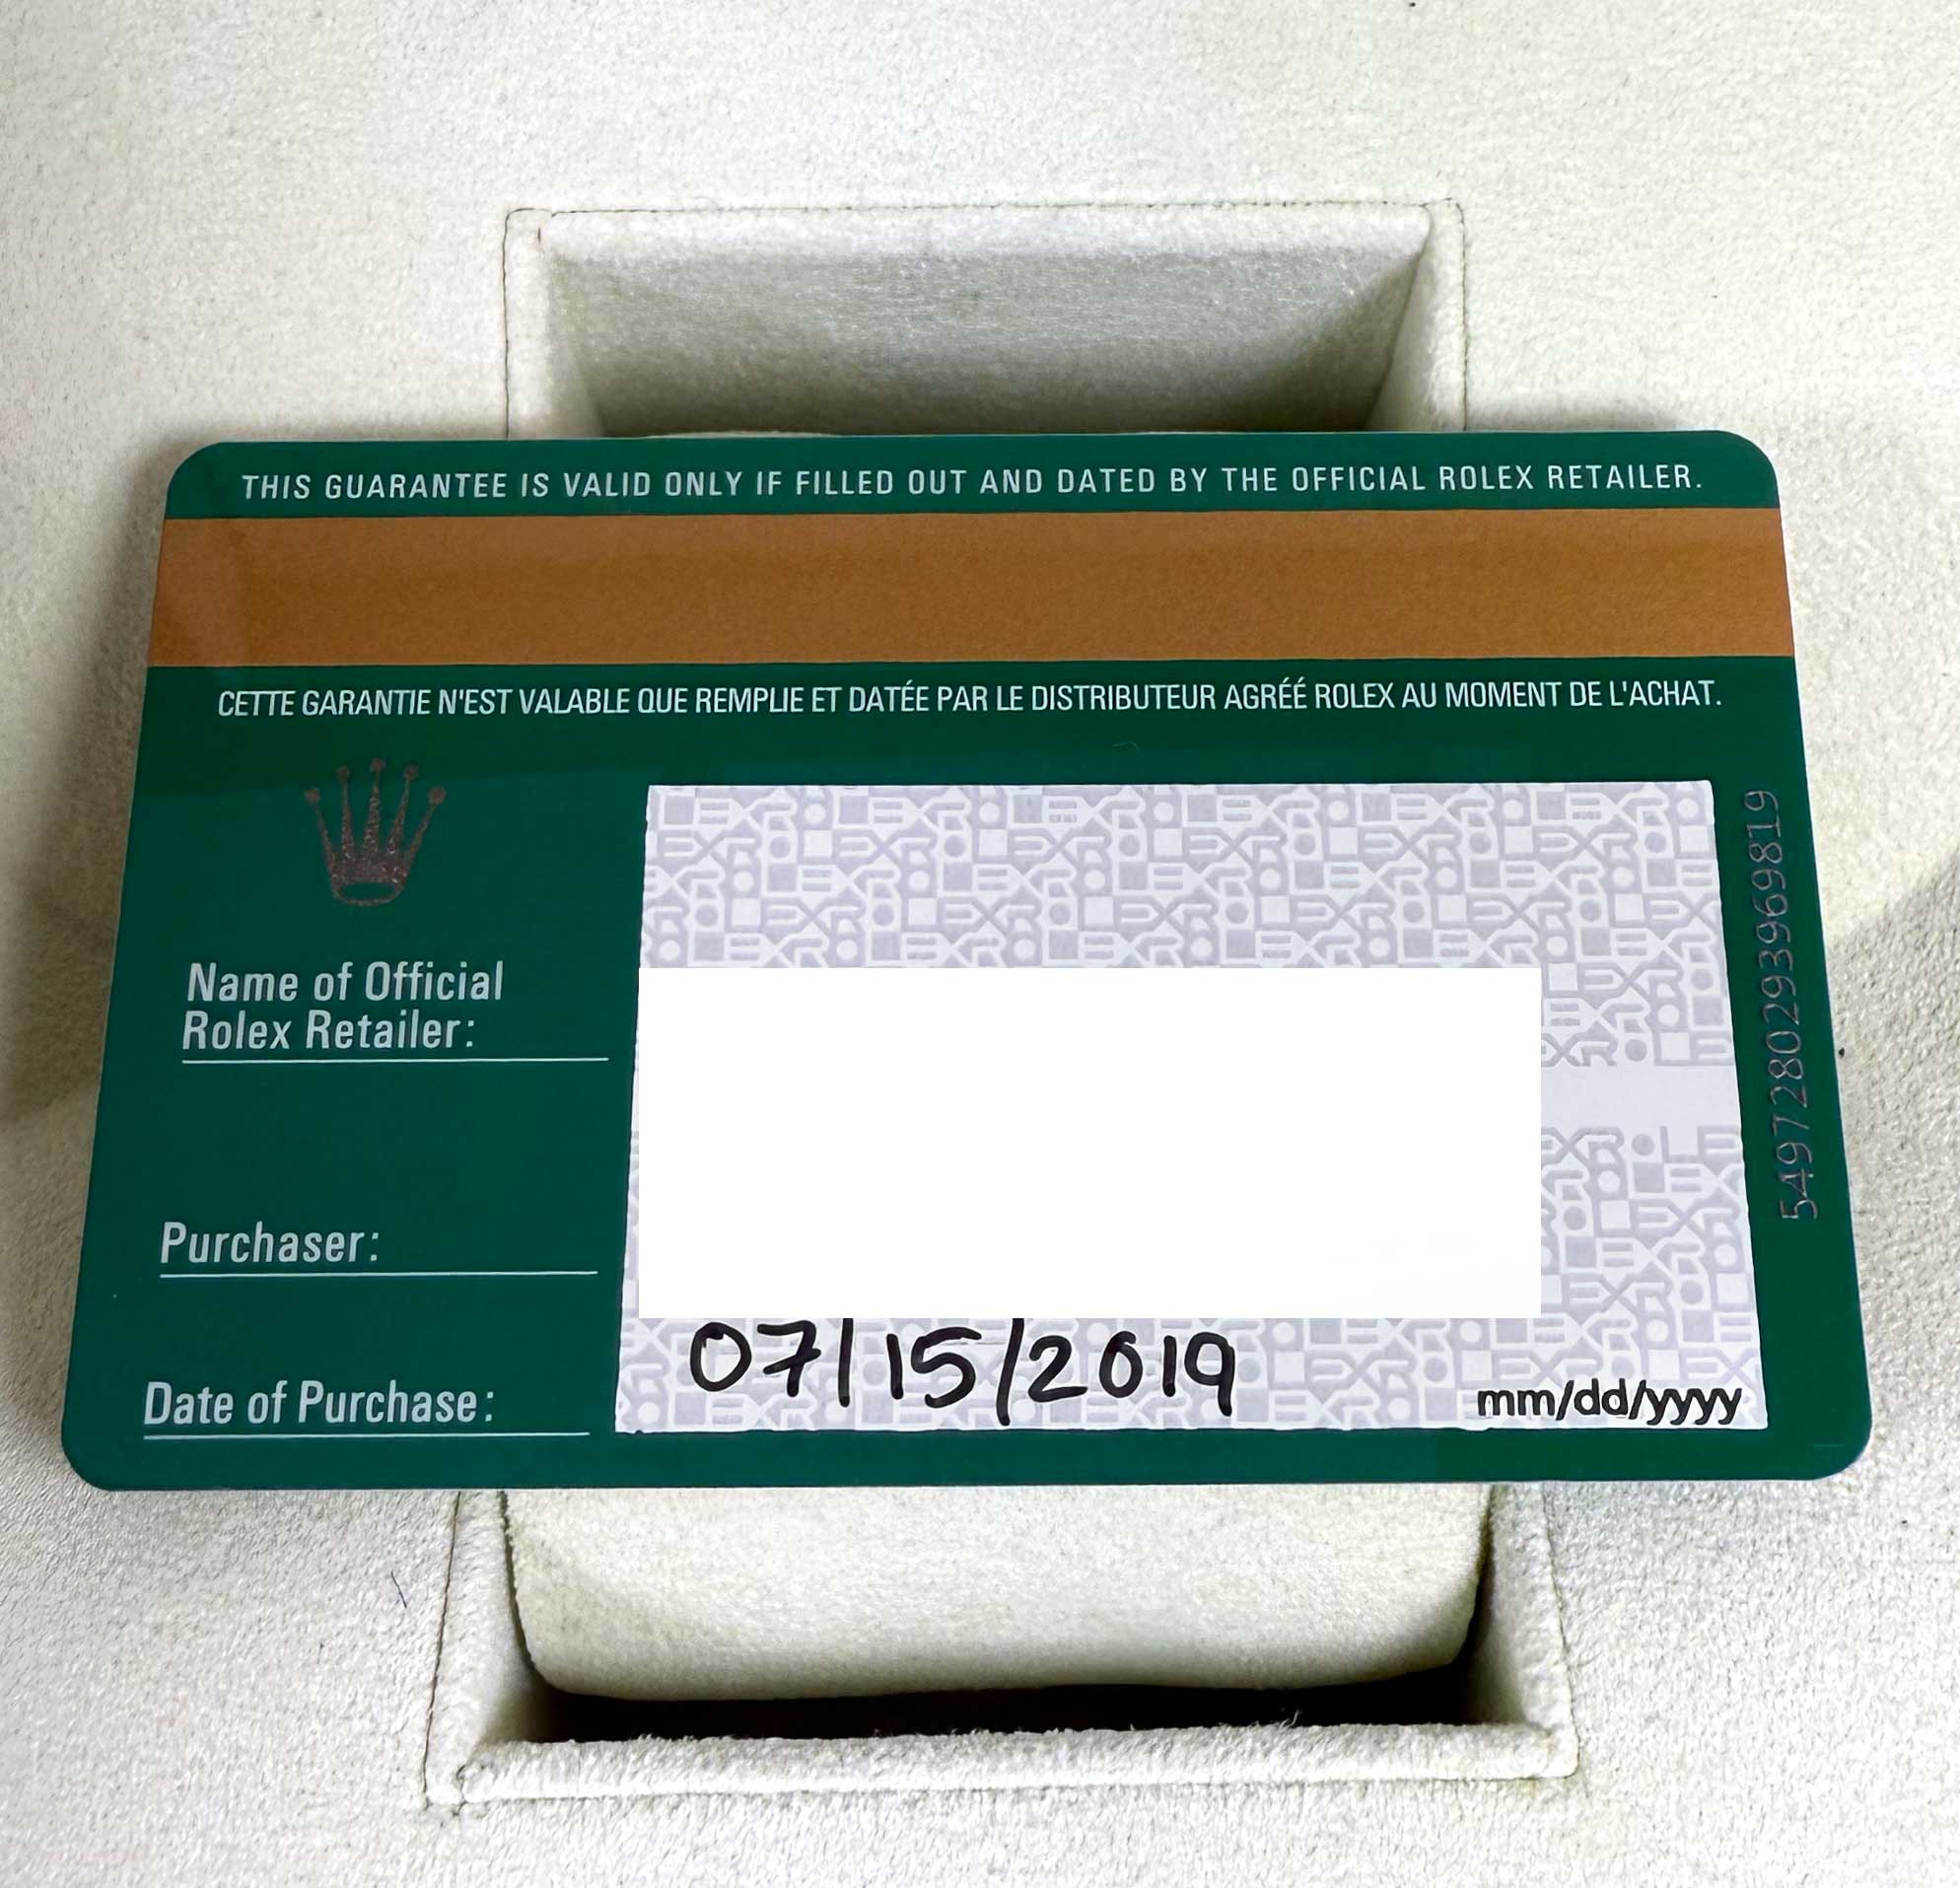 THIS GUARANTEE IS VALID ONLY IF FILLED OUT AND DATED BY THE OFFICIAL ROLEX RETAILER.
CETTE GARANTIE N'EST VALABLE QUE REMPLIE ET DATÉE PAR LE DISTRIBUTEUR AGRÉÉ ROLEX AU MOMENT DE L'ACHAT.
Name of Official
Rolex Retailer:
Purchaser:
Date of Purchase:
07/15/2019
mm/dd/yyyy
5497280293969819